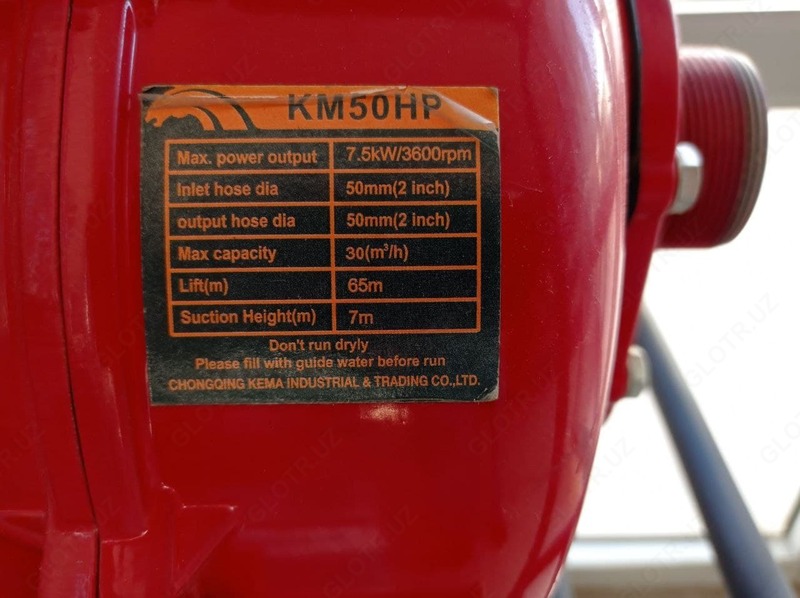 KM50HP
Max. power output 7.5kW/3600rpm
Inlet hose dia 50mm(2 inch)
output hose dia 50mm(2 inch)
Max capacity 30(m³/h)
Lift(m) 65m
Suction Height(m) 7m
Don't run dryly
Please fill with guide water before run
CHONGQING KEMA INDUSTRIAL & TRADING CO.,LTD.
GLOTR.UZ